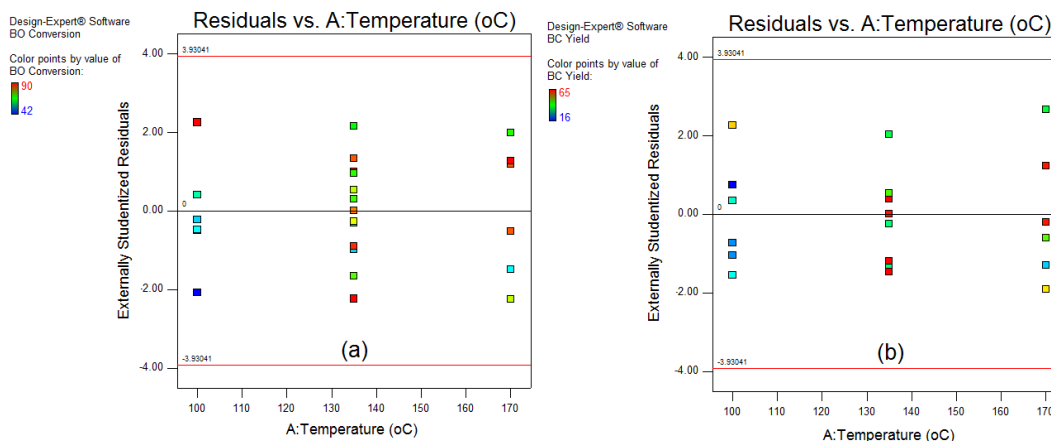 Design-Expert® Software
BO Conversion
Color points by value of
BO Conversion:
90
42
Residuals vs. A:Temperature (oC)
Externally Studentized Residuals
4.00
2.00
0.00
-2.00
-4.00
3.93041
0
-3.93041
(a)
100
110
120
130
140
150
160
170
A:Temperature (oC)
Design-Expert® Software
BC Yield
Color points by value of
BC Yield:
65
16
Residuals vs. A:Temperature (oC)
Externally Studentized Residuals
4.00
2.00
0.00
-2.00
-4.00
3.93041
0
-3.93041
(b)
100
110
120
130
140
150
160
170
A:Temperature (oC)